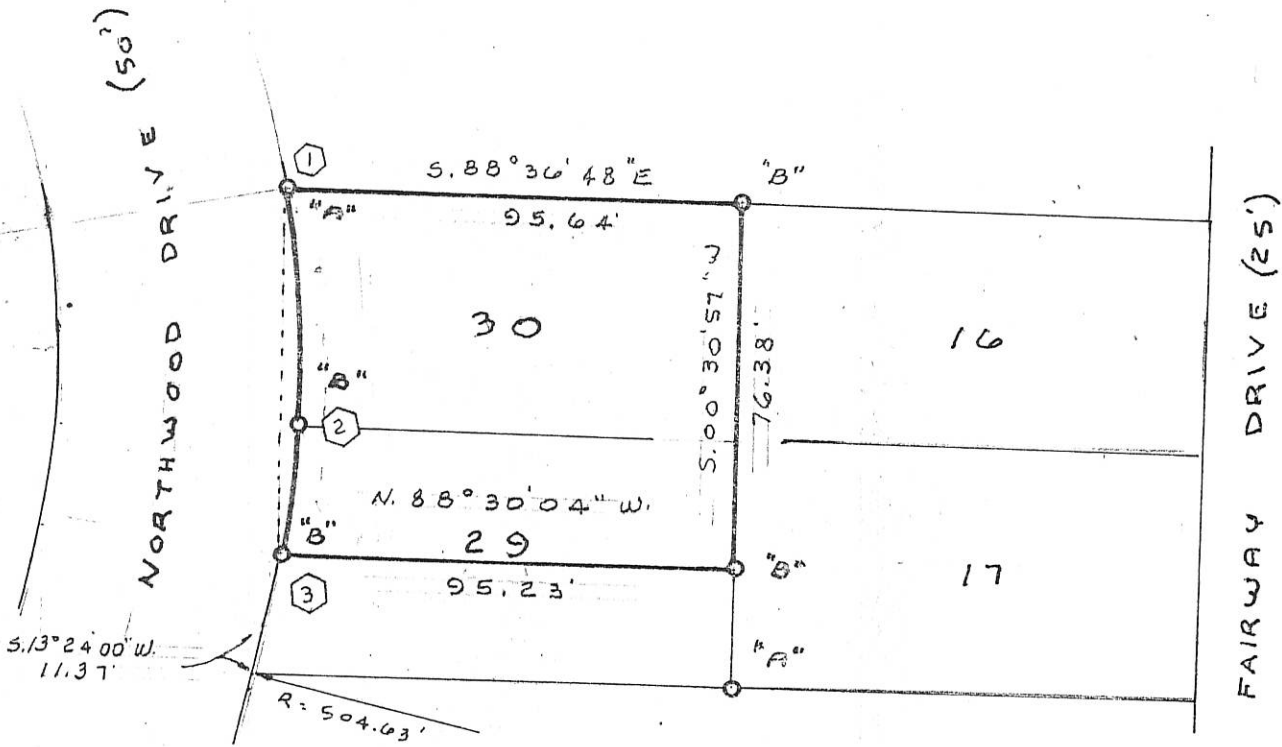 NORTHWOOD DRIVE (50')
1
S. 88° 36' 48" E
95.64'
"B"
"A"
30
S. 00° 30' 57" W
76.38'
16
FAIRWAY DRIVE (25')
"B"
2
N. 88° 30' 04" W.
"B"
29
95.23'
3
"B"
17
S. 13° 24' 00" W.
11.37'
"A"
R = 504.63'